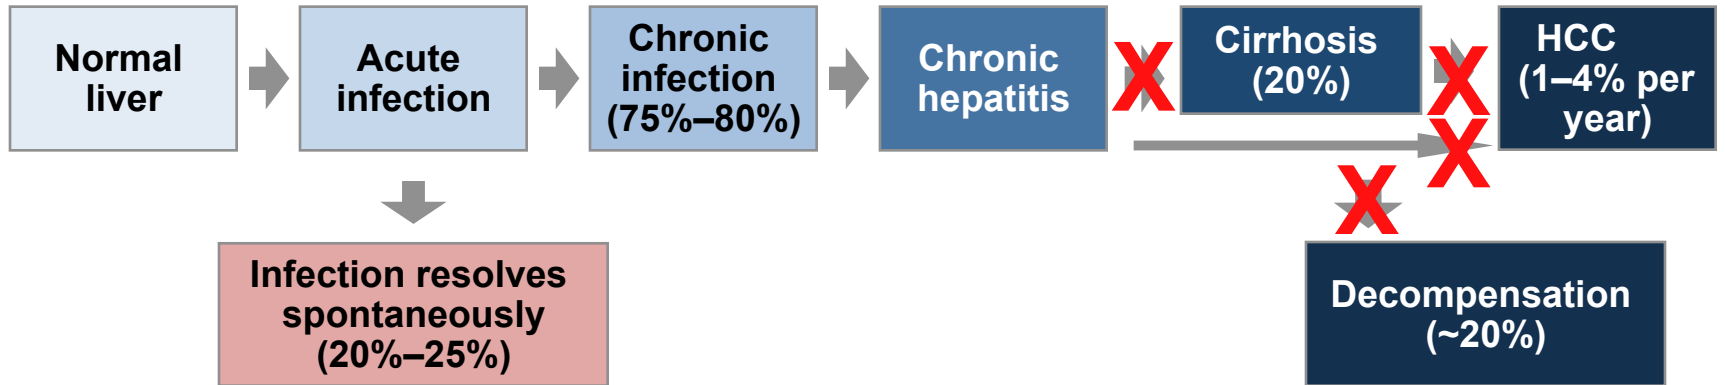 Normal
liver
Acute
infection
Chronic
infection
(75%–80%)
Chronic
hepatitis
X
Cirrhosis
(20%)
X
X
HCC
(1–4% per
year)
X
Infection resolves
spontaneously
(20%–25%)
Decompensation
(~20%)